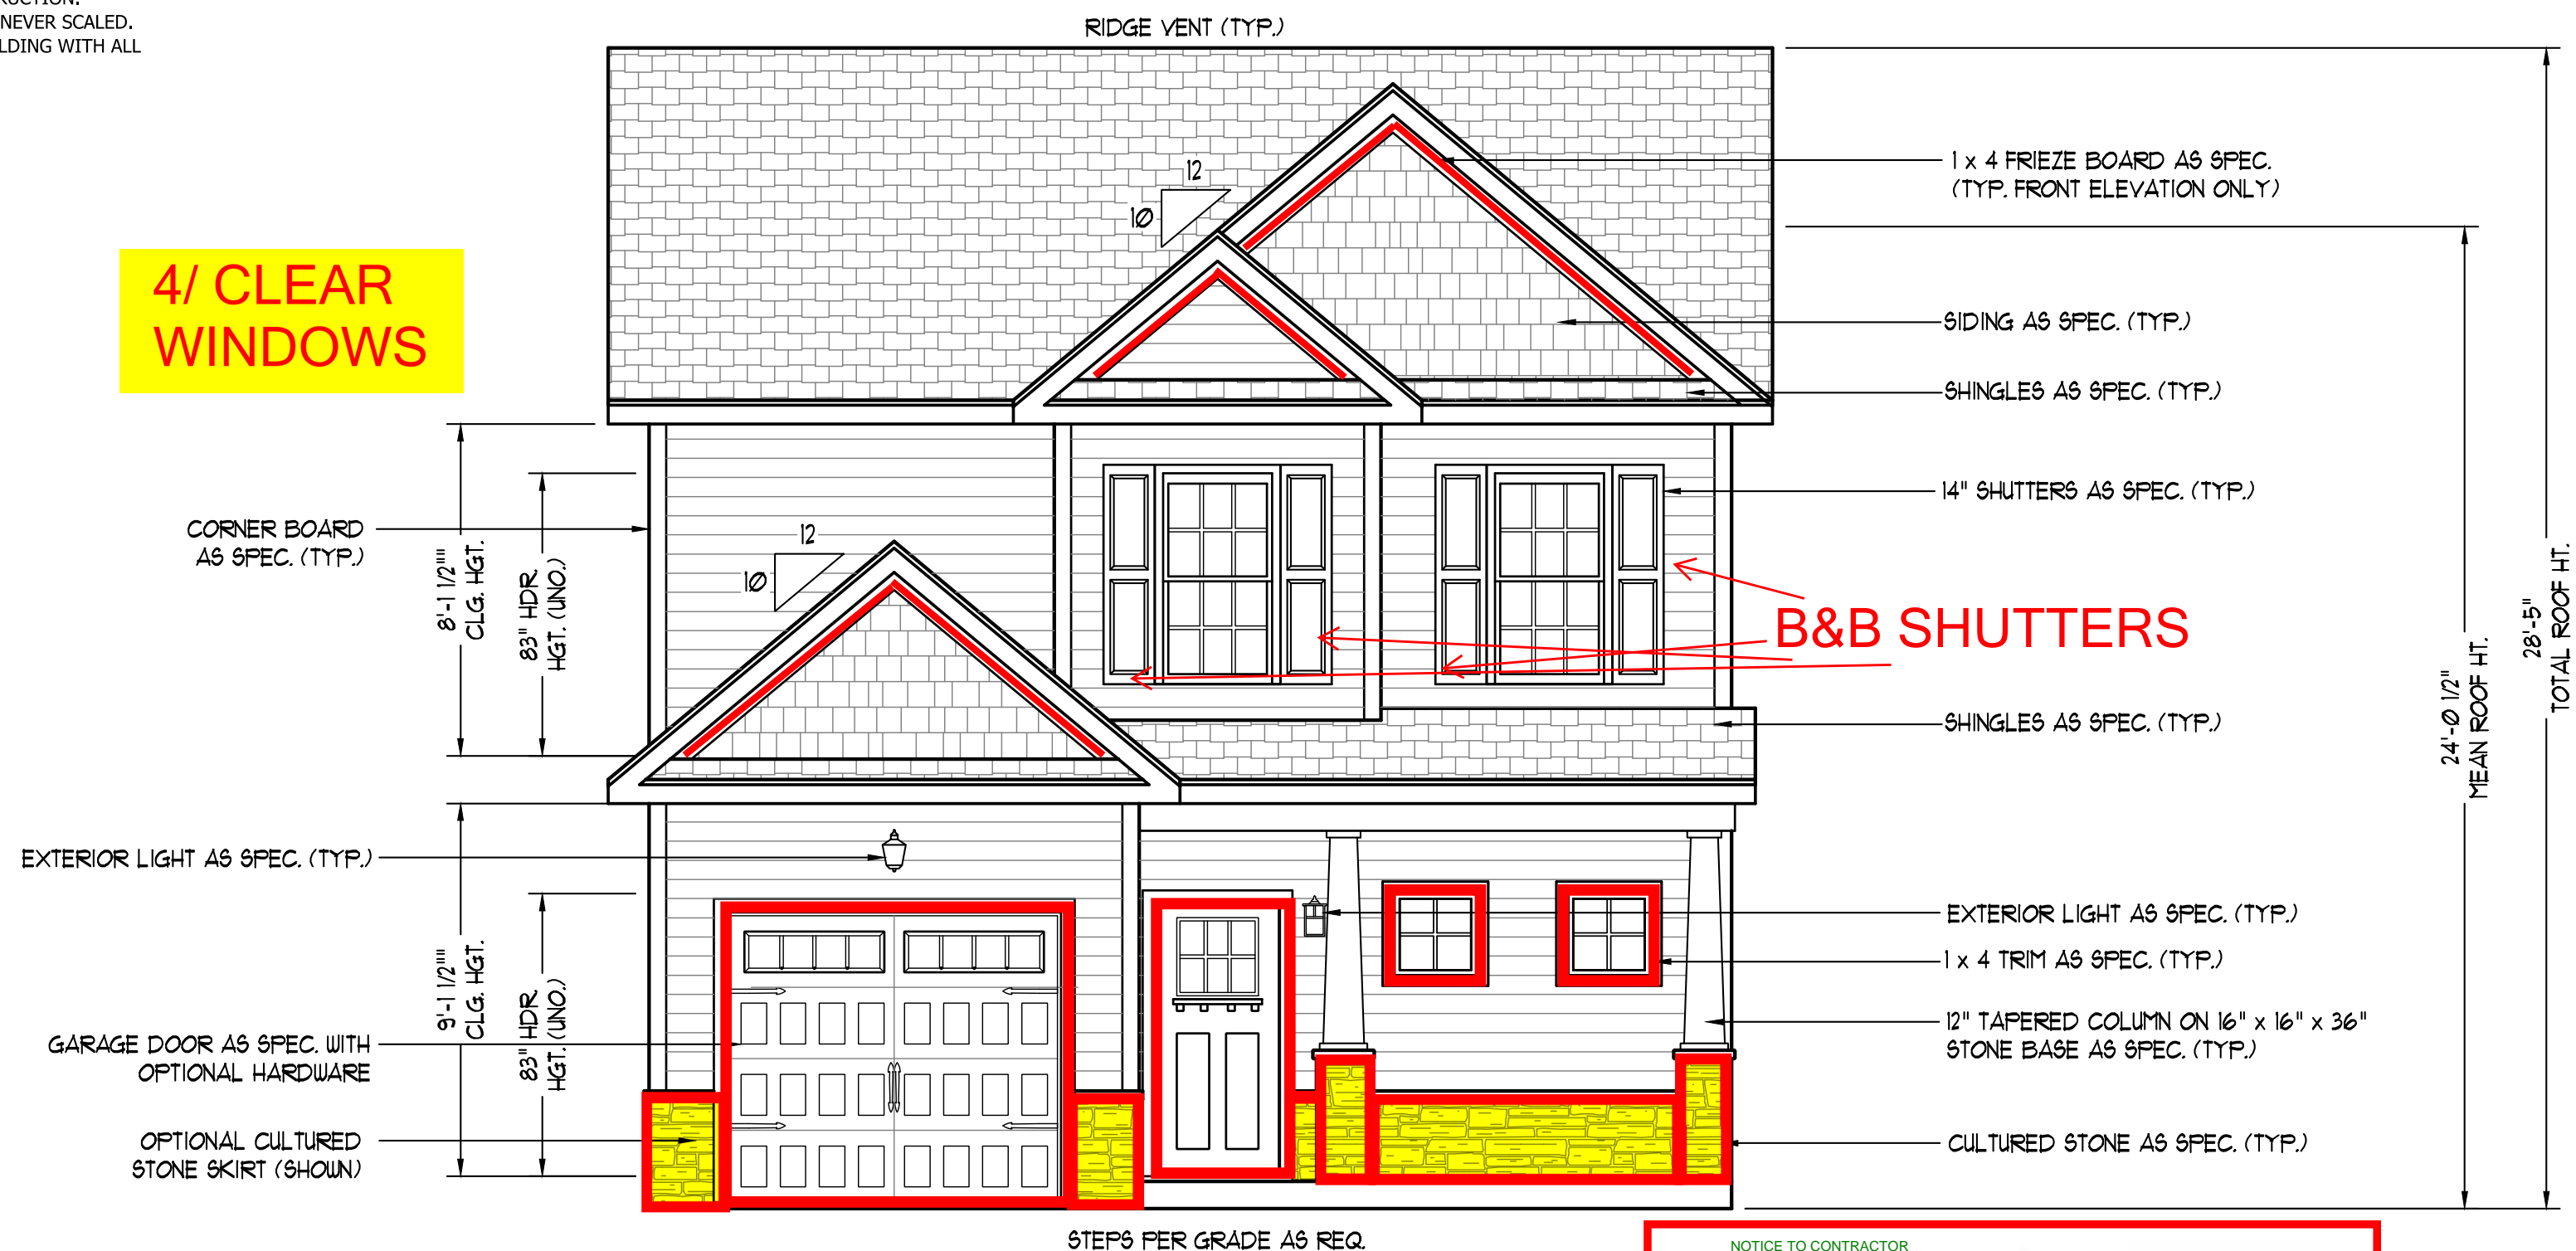 RUCTION.
NEVER SCALED.
LDING WITH ALL
RIDGE VENT (TYP.)
12
10
1 x 4 FRIEZE BOARD AS SPEC.
(TYP. FRONT ELEVATION ONLY)
4/ CLEAR
WINDOWS
SIDING AS SPEC. (TYP.)
SHINGLES AS SPEC. (TYP.)
14" SHUTTERS AS SPEC. (TYP.)
CORNER BOARD
AS SPEC. (TYP.)
8'-1 1/2""
CLG. HGT.
83" HDR.
HGT. (UNO.)
12
10
B&B SHUTTERS
28'-5"
TOTAL ROOF HT.
24'-0 1/2"
MEAN ROOF HT.
SHINGLES AS SPEC. (TYP.)
EXTERIOR LIGHT AS SPEC. (TYP.)
EXTERIOR LIGHT AS SPEC. (TYP.)
1 x 4 TRIM AS SPEC. (TYP.)
9'-1 1/2""
CLG. HGT.
83" HDR.
HGT. (UNO.)
12" TAPERED COLUMN ON 16" x 16" x 36"
STONE BASE AS SPEC. (TYP.)
GARAGE DOOR AS SPEC. WITH
OPTIONAL HARDWARE
OPTIONAL CULTURED
STONE SKIRT (SHOWN)
CULTURED STONE AS SPEC. (TYP.)
STEPS PER GRADE AS REQ.
NOTICE TO CONTRACTOR